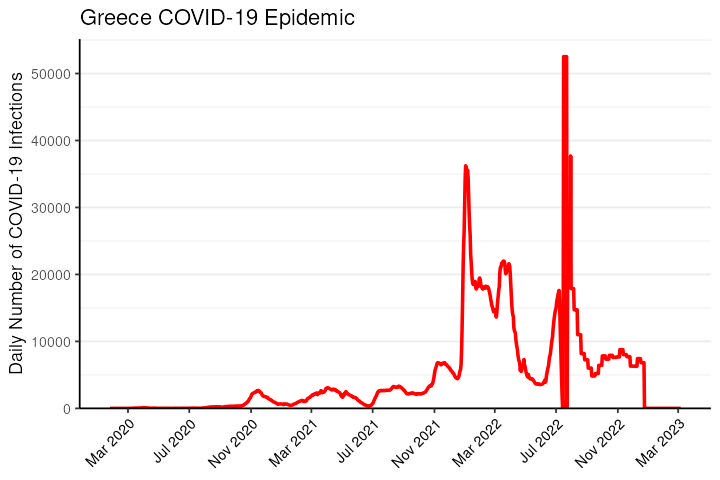 Greece COVID-19 Epidemic
Daily Number of COVID-19 Infections
50000
40000
30000
20000
10000
0
Mar 2020
Jul 2020
Nov 2020
Mar 2021
Jul 2021
Nov 2021
Mar 2022
Jul 2022
Nov 2022
Mar 2023